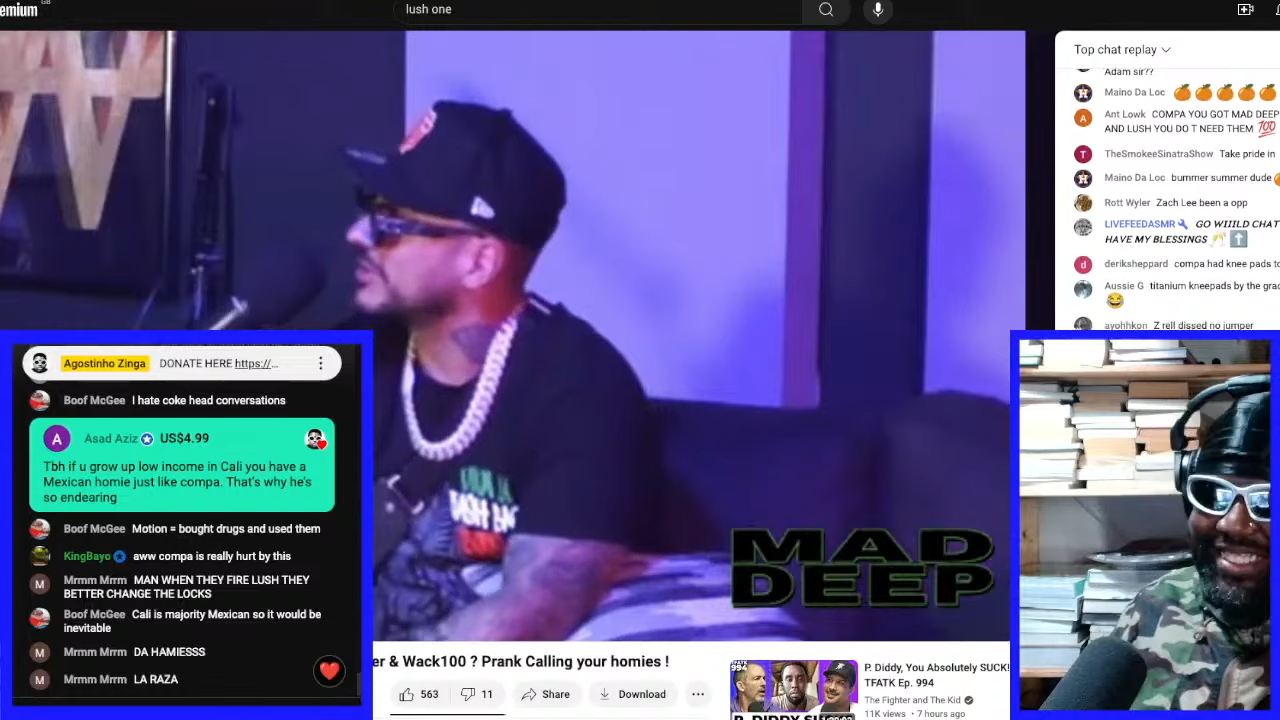 emium
GB
lush one
Top chat replay
Adam sir??
Maino Da Loc
Ant Lowk COMPA YOU GOT MAD DEEP
AND LUSH YOU DO T NEED THEM 💯
TheSmokeeSinatraShow Take pride in
Maino Da Loc bummer summer dude
Rott Wyler Zach Lee been a opp
LIVEFEEDASMR GO WIIILD CHAT
HAVE MY BLESSINGS
deriksheppard compa had knee pads to
Aussie G titanium kneepads by the grac
ayohhkon Z rell dissed no jumper
Agostinho Zinga DONATE HERE https://...
Boof McGee I hate coke head conversations
A
Asad Aziz US$4.99
Tbh if u grow up low income in Cali you have a
Mexican homie just like compa. That's why he's
so endearing
Boof McGee Motion = bought drugs and used them
KingBayo aww compa is really hurt by this
M
Mrmm Mrrm MAN WHEN THEY FIRE LUSH THEY
BETTER CHANGE THE LOCKS
Boof McGee Cali is majority Mexican so it would be
inevitable
M Mrmm Mrrm DA HAMIESSS
M Mrmm Mrrm LA RAZA
MAD
DEEP
er & Wack100 ? Prank Calling your homies !
563 11 Share Download
FATK
994
P. Diddy, You Absolutely SUCK!
TFATK Ep. 994
The Fighter and The Kid
11K views • 7 hours ago